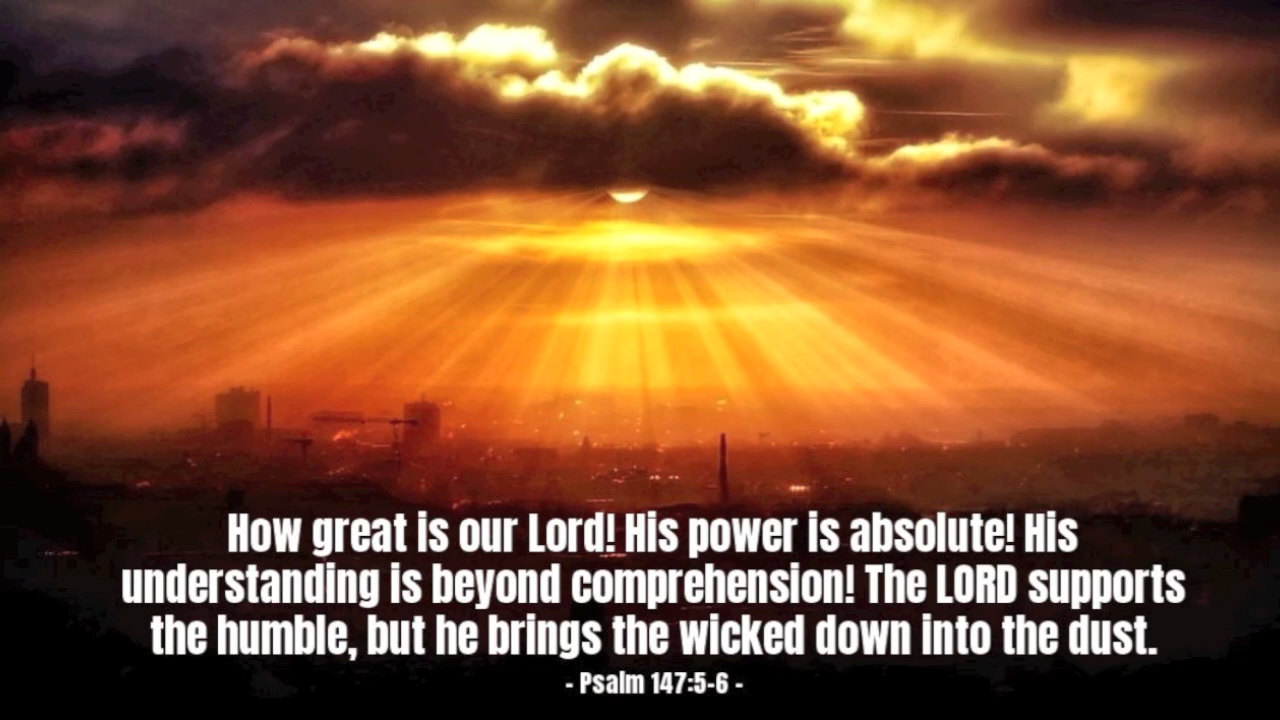 How great is our Lord! His power is absolute! His
understanding is beyond comprehension! The LORD supports
the humble, but he brings the wicked down into the dust.
- Psalm 147:5-6 -